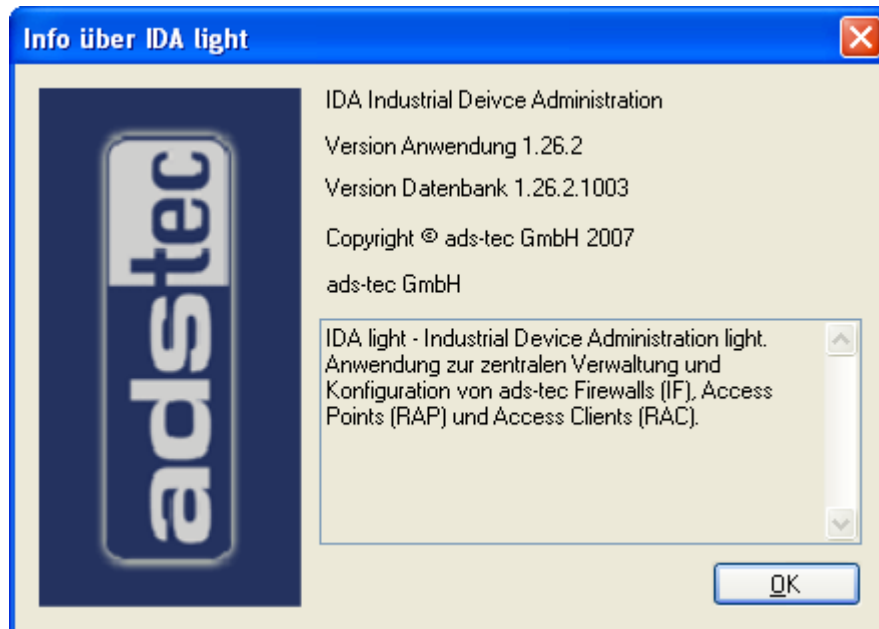 Info über IDA light
adstec
IDA Industrial Deivce Administration
Version Anwendung 1.26.2
Version Datenbank 1.26.2.1003
Copyright © ads-tec GmbH 2007
ads-tec GmbH
IDA light - Industrial Device Administration light.
Anwendung zur zentralen Verwaltung und
Konfiguration von ads-tec Firewalls (IF), Access
Points (RAP) und Access Clients (RAC).
OK